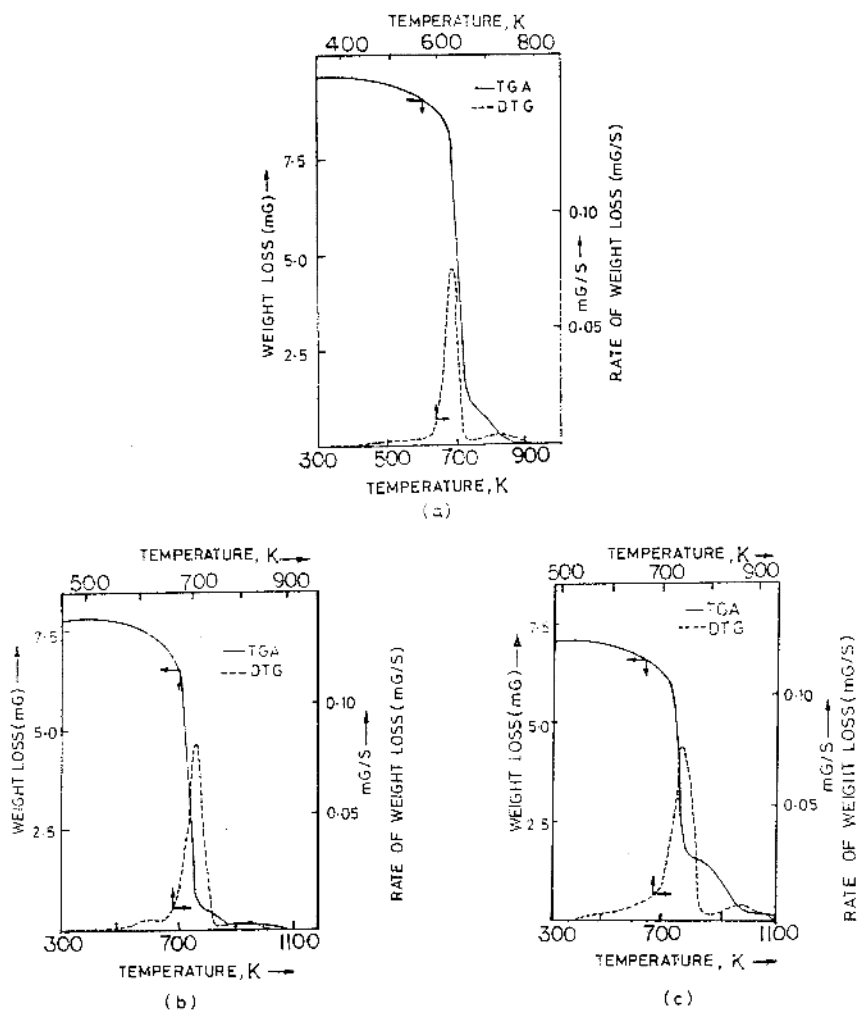 TEMPERATURE, K
400 500 600 700 800
TGA
DTG
WEIGHT LOSS (mG)
7·5
5.0
2.5
0.10
0.05
mG/S
RATE OF WEIGHT LOSS (mG/S)
300 500 700 900
TEMPERATURE, K
(a)
TEMPERATURE, K
500 700 900
TGA
DTG
WEIGHT LOSS (mG)
7.5
5.0
2.5
0.10
0.05
mG/S
RATE OF WEIGHT LOSS (mG/S)
300 700 1100
TEMPERATURE, K
(b)
TEMPERATURE, K
500 700 900
TGA
DTG
WEIGHT LOSS (mG)
7.5
5.0
2.5
0.10
0.05
mG/S
RATE OF WEIGHT LOSS (mG/S)
300 700 1100
TEMPERATURE, K
(c)